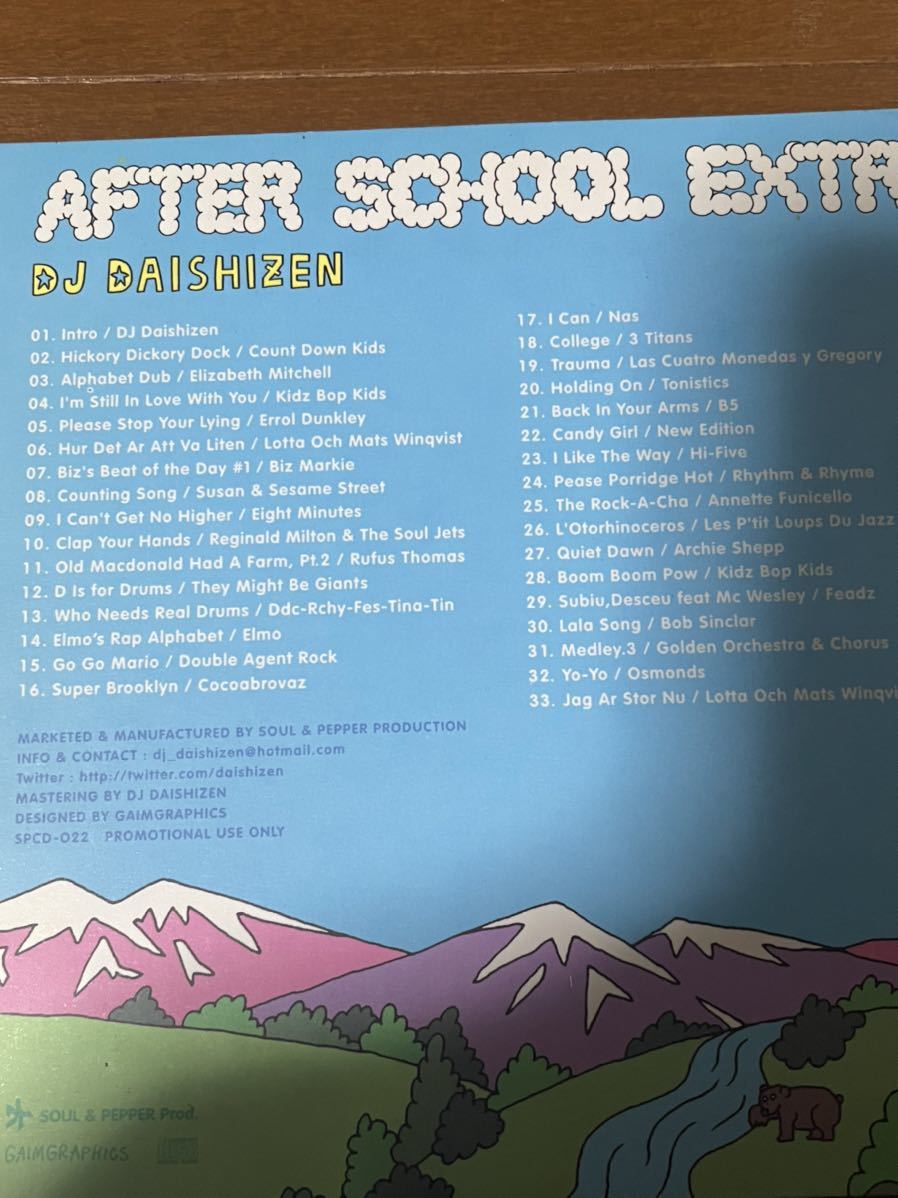 AFTER SCHOOL EXTR
DJ DAISHIZEN
01. Intro / DJ Daishizen
02. Hickory Dickory Dock / Count Down Kids
03. Alphabet Dub / Elizabeth Mitchell
04. I'm Still In Love With You / Kidz Bop Kids
05. Please Stop Your Lying / Errol Dunkley
06. Hur Det Ar Att Va Liten / Lotta Och Mats Winqvist
07. Biz's Beat of the Day #1 / Biz Markie
08. Counting Song / Susan & Sesame Street
09. I Can't Get No Higher / Eight Minutes
10. Clap Your Hands / Reginald Milton & The Soul Jets
11. Old Macdonald Had A Farm, Pt.2 / Rufus Thomas
12. D Is for Drums / They Might Be Giants
13. Who Needs Real Drums / Ddc-Rchy-Fes-Tina-Tin
14. Elmo's Rap Alphabet / Elmo
15. Go Go Mario / Double Agent Rock
16. Super Brooklyn / Cocoabrovaz
17. I Can / Nas
18. College / 3 Titans
19. Trauma / Las Cuatro Monedas y Gregory
20. Holding On / Tonistics
21. Back In Your Arms / B5
22. Candy Girl / New Edition
23. I Like The Way / Hi-Five
24. Pease Porridge Hot / Rhythm & Rhyme
25. The Rock-A-Cha / Annette Funicello
26. L'Otorhinoceros / Les P'tit Loups Du Jazz
27. Quiet Dawn / Archie Shepp
28. Boom Boom Pow / Kidz Bop Kids
29. Subiu,Desceu feat Mc Wesley / Feadz
30. Lala Song / Bob Sinclar
31. Medley.3 / Golden Orchestra & Chorus
32. Yo-Yo / Osmonds
33. Jag Ar Stor Nu / Lotta Och Mats Winqvi
MARKETED & MANUFACTURED BY SOUL & PEPPER PRODUCTION
INFO & CONTACT : dj_daishizen@hotmail.com
Twitter : http://twitter.com/daishizen
MASTERING BY DJ DAISHIZEN
DESIGNED BY GAIMGRAPHICS
SPCD-022 PROMOTIONAL USE ONLY
SOUL & PEPPER Prod.
GAIMGRAPHICS